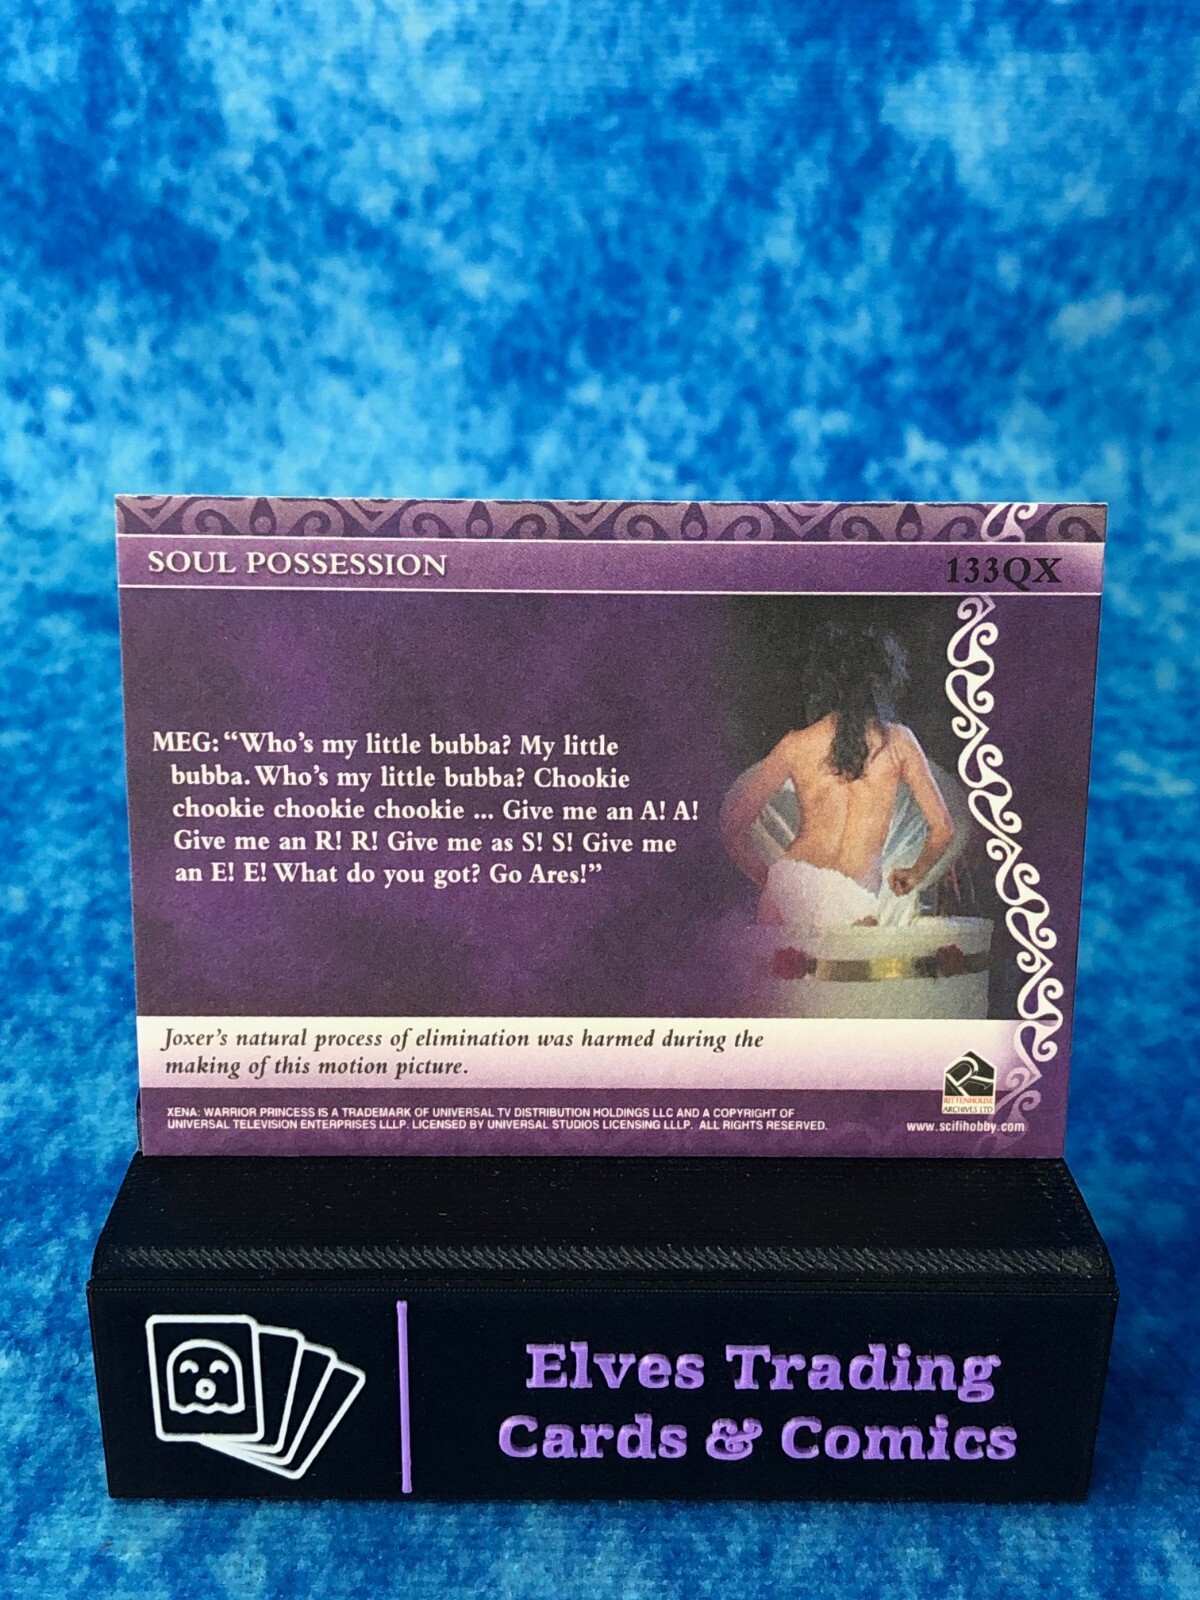 SOUL POSSESSION
133QX
MEG: “Who’s my little bubba? My little
bubba. Who’s my little bubba? Chookie
chookie chookie chookie ... Give me an A! A!
Give me an R! R! Give me as S! S! Give me
an E! E! What do you got? Go Ares!”
Joxer’s natural process of elimination was harmed during the
making of this motion picture.
RITTENHOUSE
ARCHIVES LTD
XENA: WARRIOR PRINCESS IS A TRADEMARK OF UNIVERSAL TV DISTRIBUTION HOLDINGS LLC AND A COPYRIGHT OF
UNIVERSAL TELEVISION ENTERPRISES LLLP. LICENSED BY UNIVERSAL STUDIOS LICENSING LLLP. ALL RIGHTS RESERVED.
www.scifihobby.com
Elves Trading
Cards & Comics